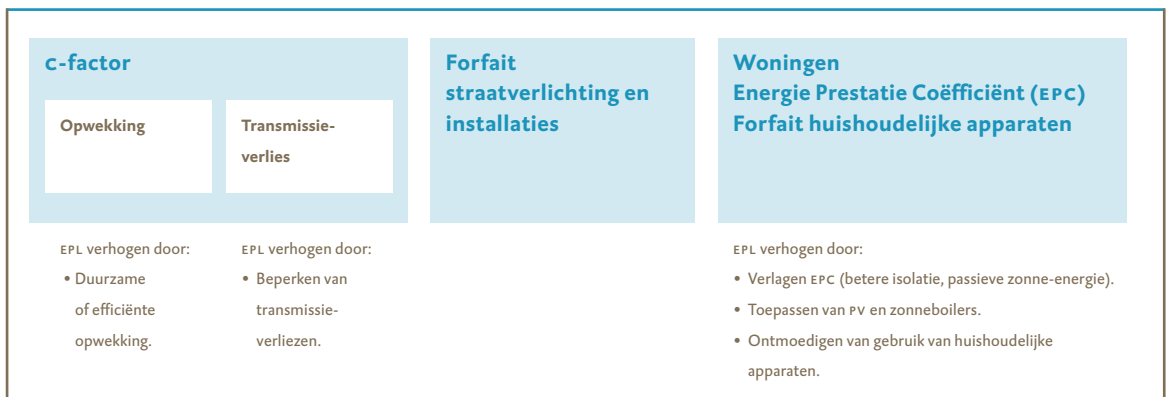 C-factor
Opwekking
Transmissie-
verlies
EPL verhogen door:
• Duurzame
of efficiënte
opwekking.
EPL verhogen door:
• Beperken van
transmissie-
verliezen.
Forfait
straatverlichting en
installaties
Woningen
Energie Prestatie Coëfficiënt (EPC)
Forfait huishoudelijke apparaten
EPL verhogen door:
• Verlagen EPC (betere isolatie, passieve zonne-energie).
• Toepassen van PV en zonneboilers.
• Ontmoedigen van gebruik van huishoudelijke
apparaten.